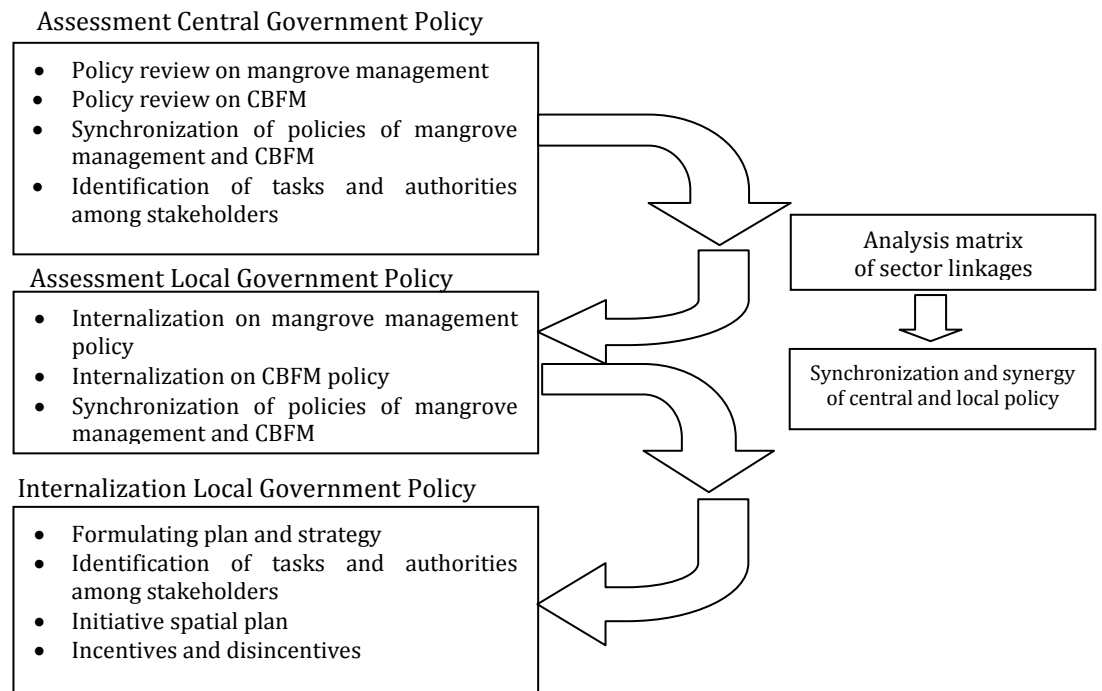 Assessment Central Government Policy
• Policy review on mangrove management
• Policy review on CBFM
• Synchronization of policies of mangrove
management and CBFM
• Identification of tasks and authorities
among stakeholders
Analysis matrix
of sector linkages
Assessment Local Government Policy
• Internalization on mangrove management
policy
• Internalization on CBFM policy
• Synchronization of policies of mangrove
management and CBFM
Synchronization and synergy
of central and local policy
Internalization Local Government Policy
• Formulating plan and strategy
• Identification of tasks and authorities
among stakeholders
• Initiative spatial plan
• Incentives and disincentives